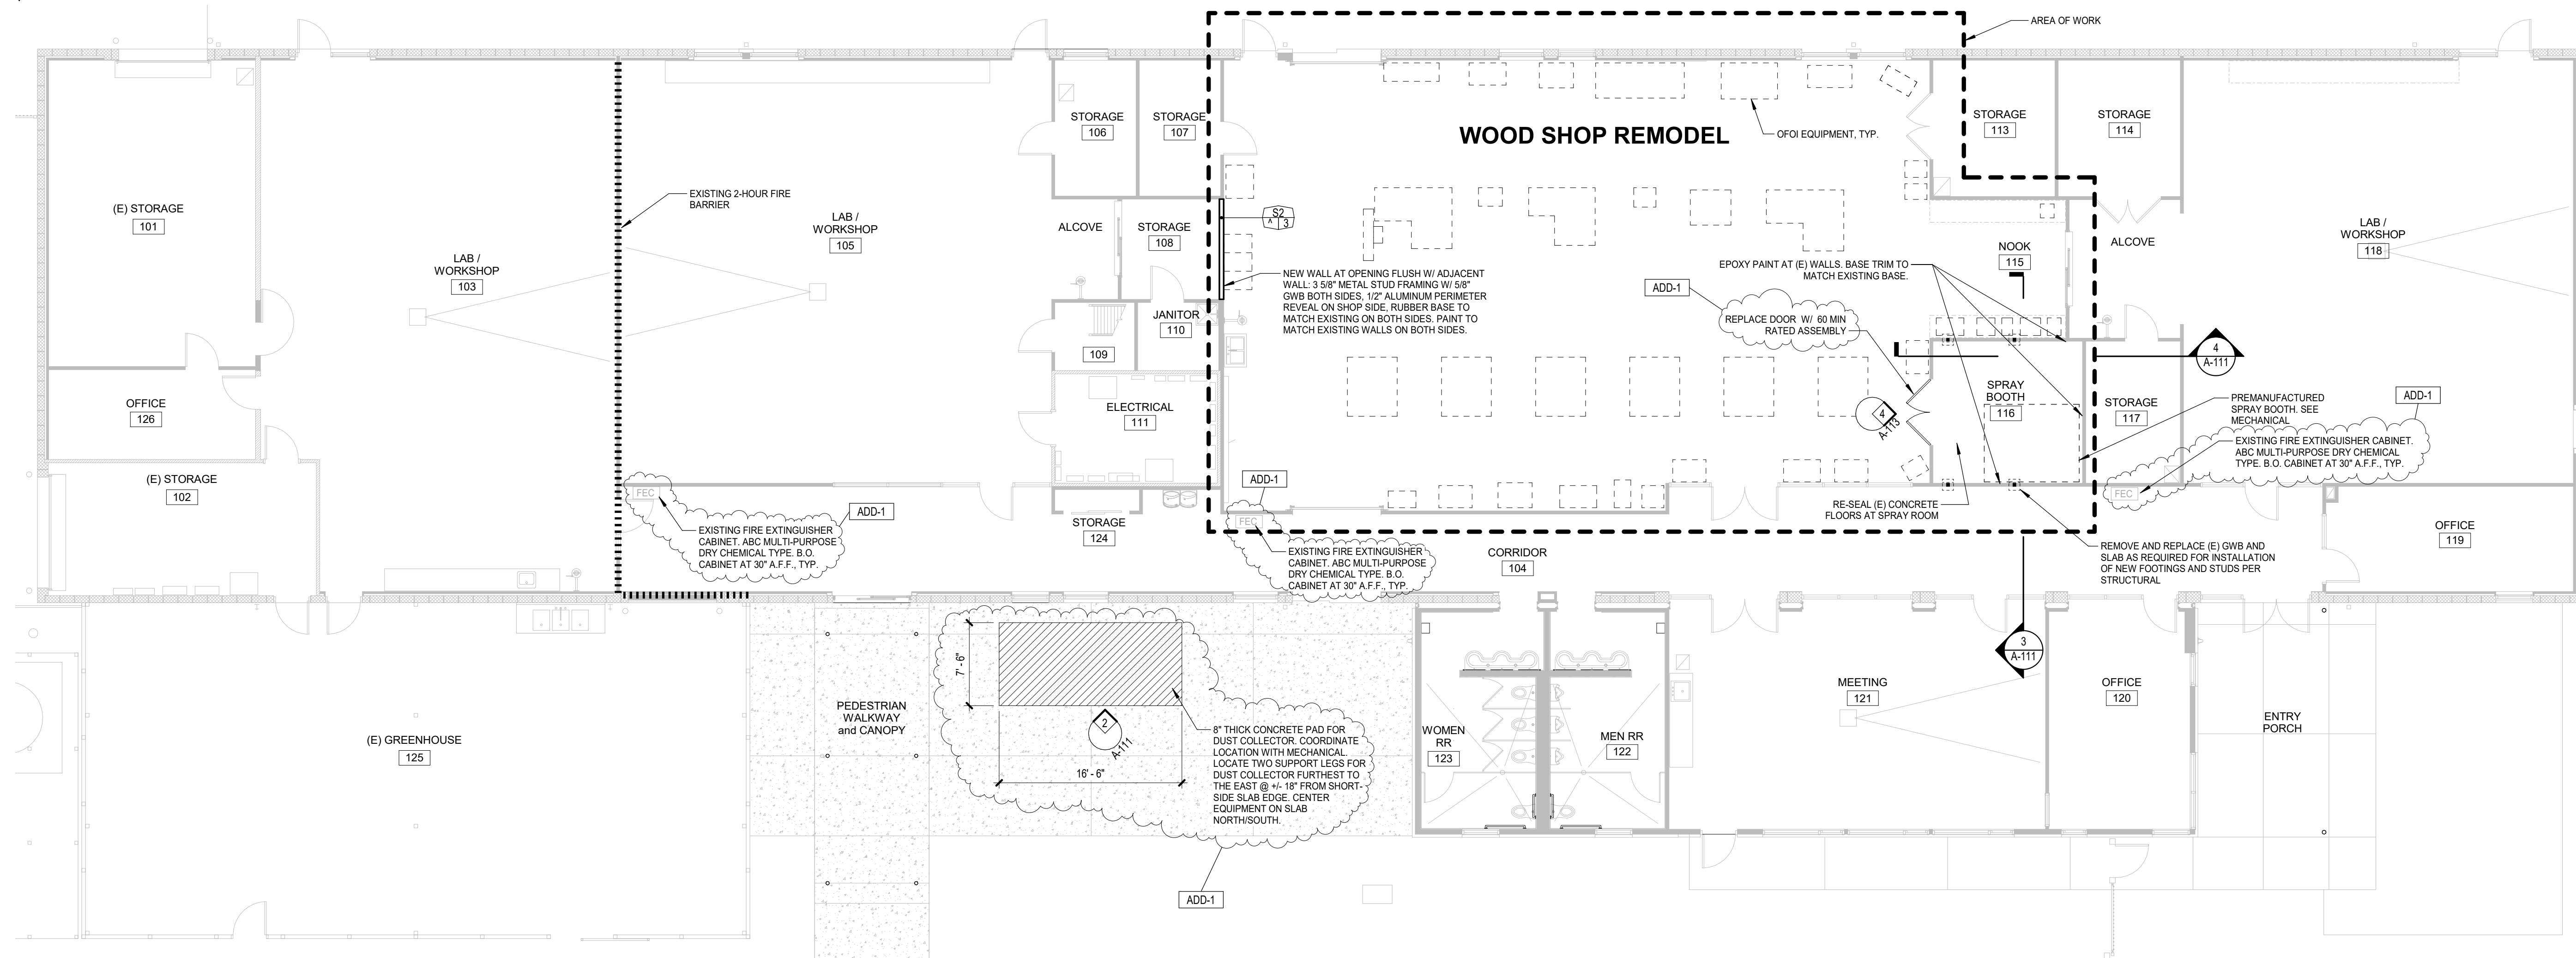 AREA OF WORK
WOOD SHOP REMODEL
OFOI EQUIPMENT, TYP.
STORAGE
106
STORAGE
107
STORAGE
113
STORAGE
114
(E) STORAGE
101
EXISTING 2-HOUR FIRE
BARRIER
LAB /
WORKSHOP
103
LAB /
WORKSHOP
105
ALCOVE
STORAGE
108
S2
^ 3
NEW WALL AT OPENING FLUSH W/ ADJACENT
WALL: 3 5/8" METAL STUD FRAMING W/ 5/8"
GWB BOTH SIDES, 1/2" ALUMINUM PERIMETER
REVEAL ON SHOP SIDE, RUBBER BASE TO
MATCH EXISTING ON BOTH SIDES. PAINT TO
MATCH EXISTING WALLS ON BOTH SIDES.
EPOXY PAINT AT (E) WALLS. BASE TRIM TO
MATCH EXISTING BASE.
NOOK
115
ALCOVE
LAB /
WORKSHOP
118
ADD-1
REPLACE DOOR W/ 60 MIN
RATED ASSEMBLY
JANITOR
110
109
4
A-111
OFFICE
126
ELECTRICAL
111
SPRAY
BOOTH
116
4
A-113
STORAGE
117
PREMANUFACTURED
SPRAY BOOTH. SEE
MECHANICAL
ADD-1
EXISTING FIRE EXTINGUISHER CABINET.
ABC MULTI-PURPOSE DRY CHEMICAL
TYPE. B.O. CABINET AT 30" A.F.F., TYP.
FEC
(E) STORAGE
102
FEC
ADD-1
EXISTING FIRE EXTINGUISHER
CABINET. ABC MULTI-PURPOSE
DRY CHEMICAL TYPE. B.O.
CABINET AT 30" A.F.F., TYP.
STORAGE
124
ADD-1
FEC
EXISTING FIRE EXTINGUISHER
CABINET. ABC MULTI-PURPOSE
DRY CHEMICAL TYPE. B.O.
CABINET AT 30" A.F.F., TYP.
CORRIDOR
104
RE-SEAL (E) CONCRETE
FLOORS AT SPRAY ROOM
REMOVE AND REPLACE (E) GWB AND
SLAB AS REQUIRED FOR INSTALLATION
OF NEW FOOTINGS AND STUDS PER
STRUCTURAL
OFFICE
119
3
A-111
7' - 6"
16' - 6"
2
A-111
8" THICK CONCRETE PAD FOR
DUST COLLECTOR. COORDINATE
LOCATION WITH MECHANICAL.
LOCATE TWO SUPPORT LEGS FOR
DUST COLLECTOR FURTHEST TO
THE EAST @ +/- 18" FROM SHORT-
SIDE SLAB EDGE. CENTER
EQUIPMENT ON SLAB
NORTH/SOUTH.
PEDESTRIAN
WALKWAY
and CANOPY
(E) GREENHOUSE
125
WOMEN
RR
123
MEN RR
122
MEETING
121
OFFICE
120
ENTRY
PORCH
ADD-1